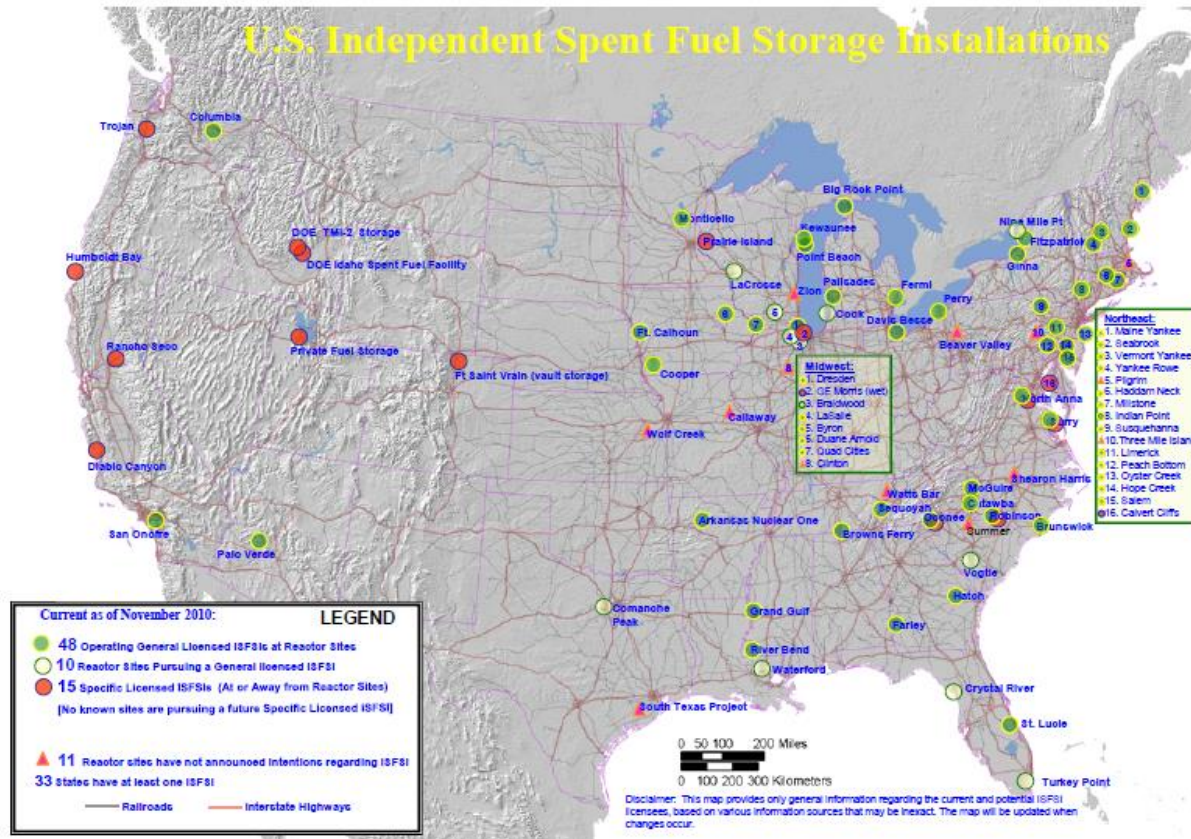 U.S. Independent Spent Fuel Storage Installations
Trojan
Columbia
Humboldt Bay
DOE TMI-2 Storage
DOE Idaho Spent Fuel Facility
Rancho Seco
Private Fuel Storage
Ft Saint Vrain (vault storage)
Diablo Canyon
San Onofre
Palo Verde
Monticello
Prairie Island
Big Rock Point
Kewaunee
Point Beach
LaCrosse
Zion
Palisades
Cook
Fermi
Perry
Davis Besse
Beaver Valley
Nine Mile Pt
Fitzpatrick
Ginna
Ft. Calhoun
Cooper
Callaway
Wolf Creek
Arkansas Nuclear One
Comanche
Peak
South Texas Project
Grand Gulf
River Bend
Waterford
Watts Bar
Sequoyah
Browns Ferry
Oconee
McGuire
Catawba
Shearon Harris
Robinson
Summer
Brunswick
North Anna
Surry
Vogtle
Hatch
Farley
Crystal River
St. Lucie
Turkey Point
Midwest:
1. Dresden
2. GE Morris (wet)
3. Braidwood
4. LaSalle
5. Byron
6. Duane Arnold
7. Quad Cities
8. Clinton
Northeast:
1. Maine Yankee
2. Seabrook
3. Vermont Yankee
4. Yankee Rowe
5. Pilgrim
6. Haddam Neck
7. Millstone
8. Indian Point
9. Susquehanna
10. Three Mile Island
11. Limerick
12. Peach Bottom
13. Oyster Creek
14. Hope Creek
15. Salem
16. Calvert Cliffs
Current as of November 2010: LEGEND
48 Operating General Licensed ISFSIs at Reactor Sites
10 Reactor Sites Pursuing a General licensed ISFSI
15 Specific Licensed ISFSIs (At or Away from Reactor Sites)
[No known sites are pursuing a future Specific Licensed ISFSI]
11 Reactor sites have not announced intentions regarding ISFSI
33 States have at least one ISFSI
Railroads Interstate Highways
0 50 100 200 Miles
0 100 200 300 Kilometers
Disclaimer: This map provides only general information regarding the current and potential ISFSI
licensees, based on various information sources that may be inexact. The map will be updated when
changes occur.